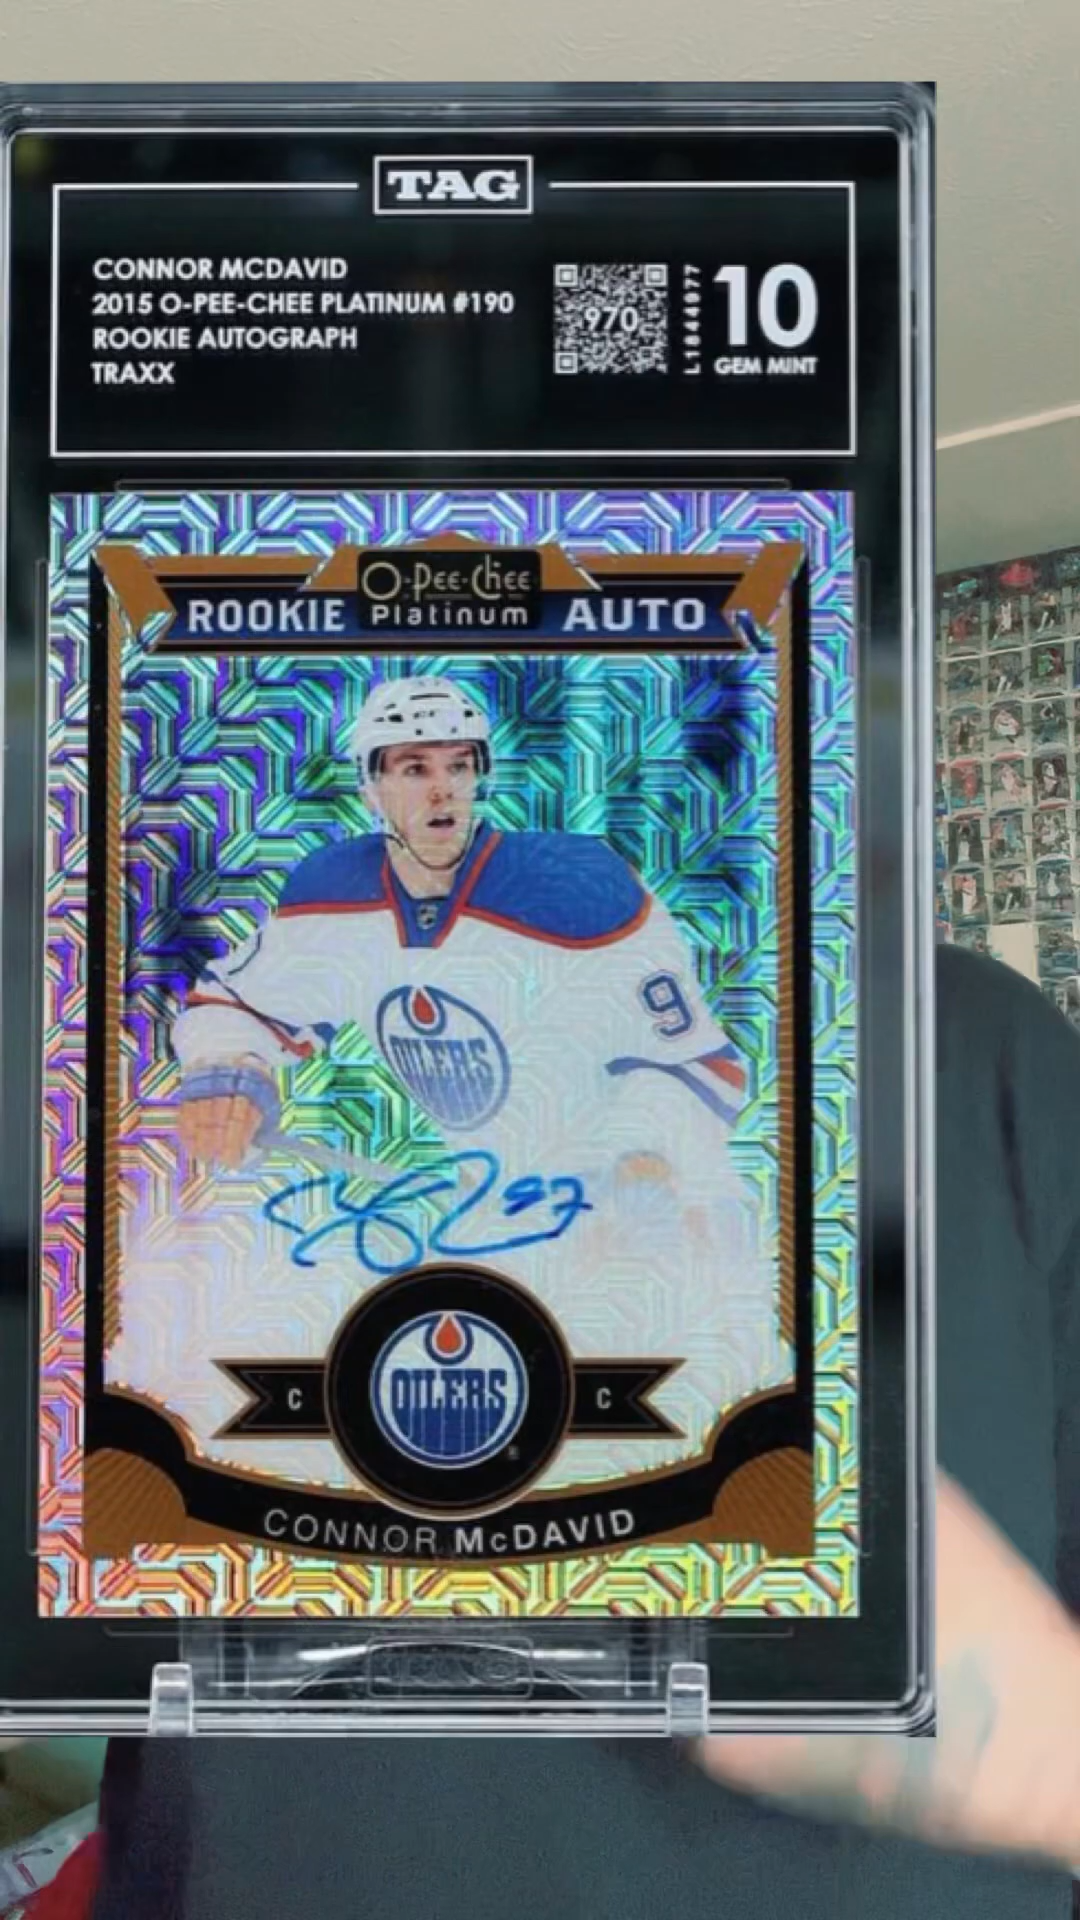 TAG
CONNOR MCDAVID
2015 O-PEE-CHEE PLATINUM #190
ROOKIE AUTOGRAPH
TRAXX
970
L1844977
10
GEM MINT
O-Pee-Chee
Platinum
ROOKIE AUTO
9
OILERS
97
OILERS
C C
CONNOR McDAVID